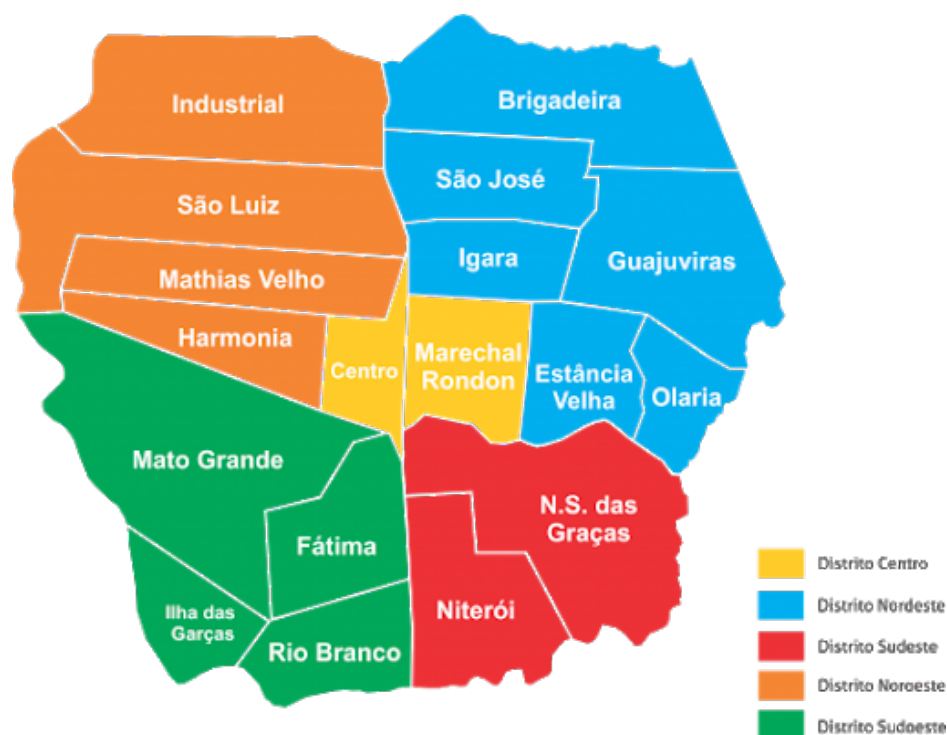 Industrial
Brigadeira
São José
São Luiz
Igara
Guajuviras
Mathias Velho
Harmonia
Centro
Marechal
Rondon
Estância
Velha
Olaria
Mato Grande
N.S. das
Graças
Fátima
Ilha das
Garças
Niterói
Rio Branco
Distrito Centro
Distrito Nordeste
Distrito Sudeste
Distrito Noroeste
Distrito Sudoeste